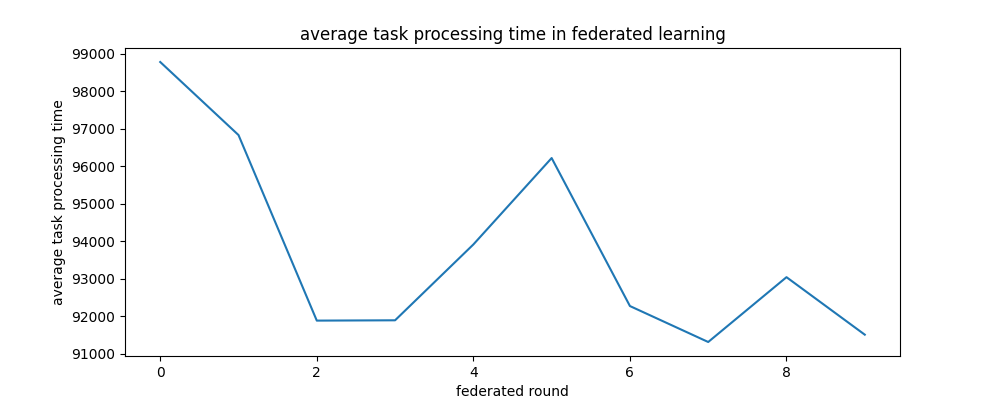 average task processing time in federated learning
99000
98000
97000
96000
95000
94000
93000
92000
91000
average task processing time
0 2 4 6 8
federated round